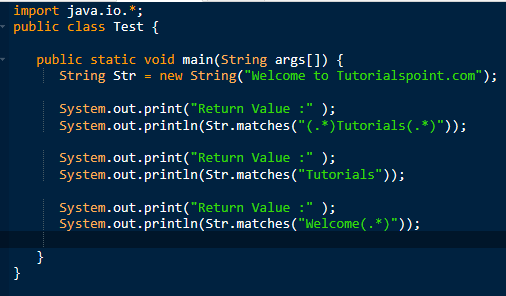 import java.io.*;
public class Test {
public static void main(String args[]) {
String Str = new String("Welcome to Tutorialspoint.com");
System.out.print("Return Value :" );
System.out.println(Str.matches("(.*)Tutorials(.*)"));
System.out.print("Return Value :" );
System.out.println(Str.matches("Tutorials"));
System.out.print("Return Value :" );
System.out.println(Str.matches("Welcome(.*)"));
}
}